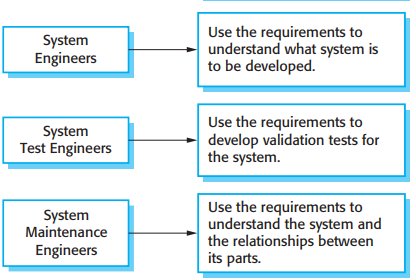 System
Engineers
Use the requirements to
understand what system is
to be developed.
System
Test Engineers
Use the requirements to
develop validation tests for
the system.
System
Maintenance
Engineers
Use the requirements to
understand the system and
the relationships between
its parts.